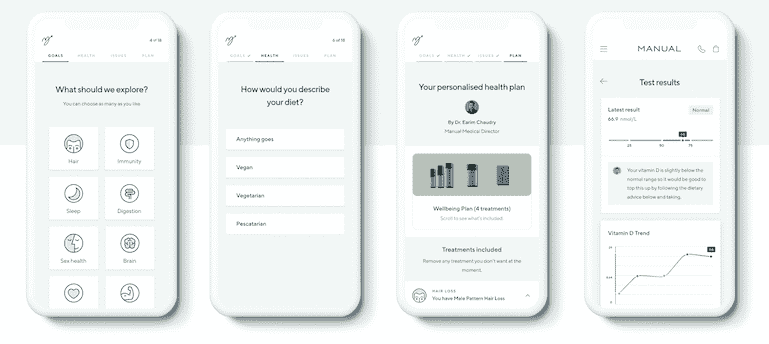 4 of 18
GOALS HEALTH ISSUES PLAN
What should we explore?
You can choose as many as you like
Hair
Immunity
Sleep
Digestion
Sex health
Brain
6 of 18
GOALS HEALTH ISSUES PLAN
How would you describe
your diet?
Anything goes
Vegan
Vegetarian
Pescatarian
GOALS HEALTH ISSUES PLAN
Your personalised health plan
By Dr. Earim Chaudry
Manual Medical Director
Wellbeing Plan (4 treatments)
Scroll to see what's included
Treatments included
Remove any treatment you don't want at the
moment.
HAIR LOSS
You have Male Pattern Hair Loss
MANUAL
Test results
Latest result
Normal
66.9 nmol/L
25 50 75
Your vitamin D is slightly below the
normal range so it would be good to
top this up by following the dietary
advice below and taking.
Vitamin D Trend